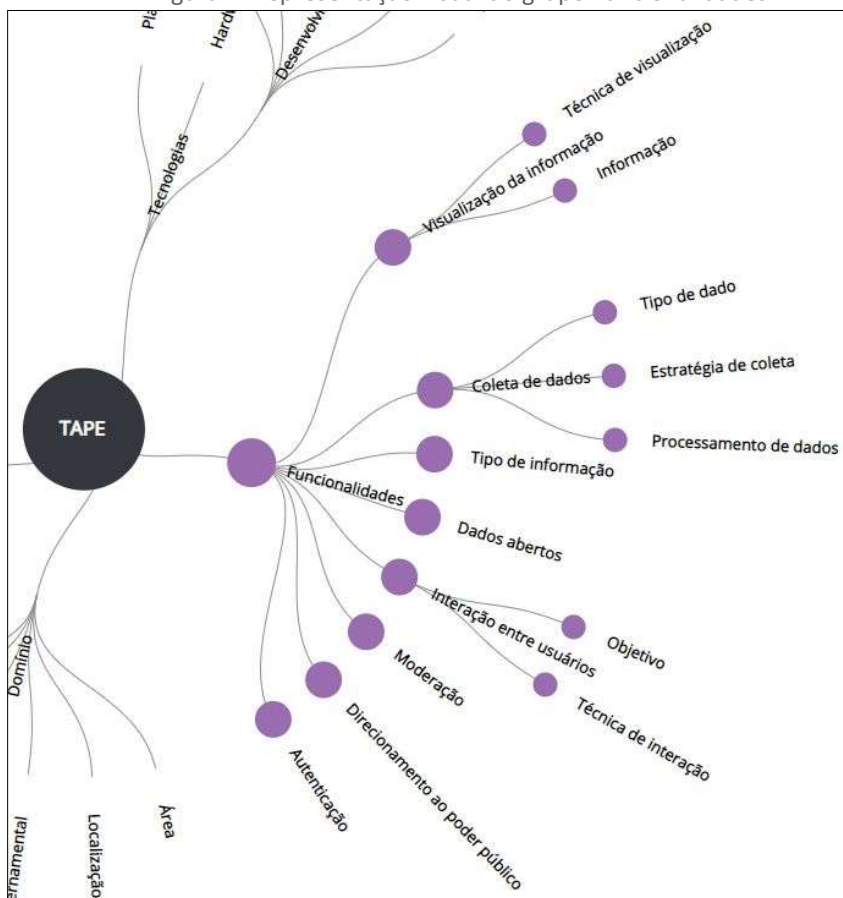 Tecnologias
Técnica de visualização
Visualização da informação
Informação
Tipo de dado
Coleta de dados
Estratégia de coleta
TAPE
Processamento de dados
Tipo de informação
Funcionalidades
Dados abertos
Interação entre usuários
Objetivo
Domínio
Moderação
Técnica de interação
Direcionamento ao poder público
Autenticação
Área
Localização